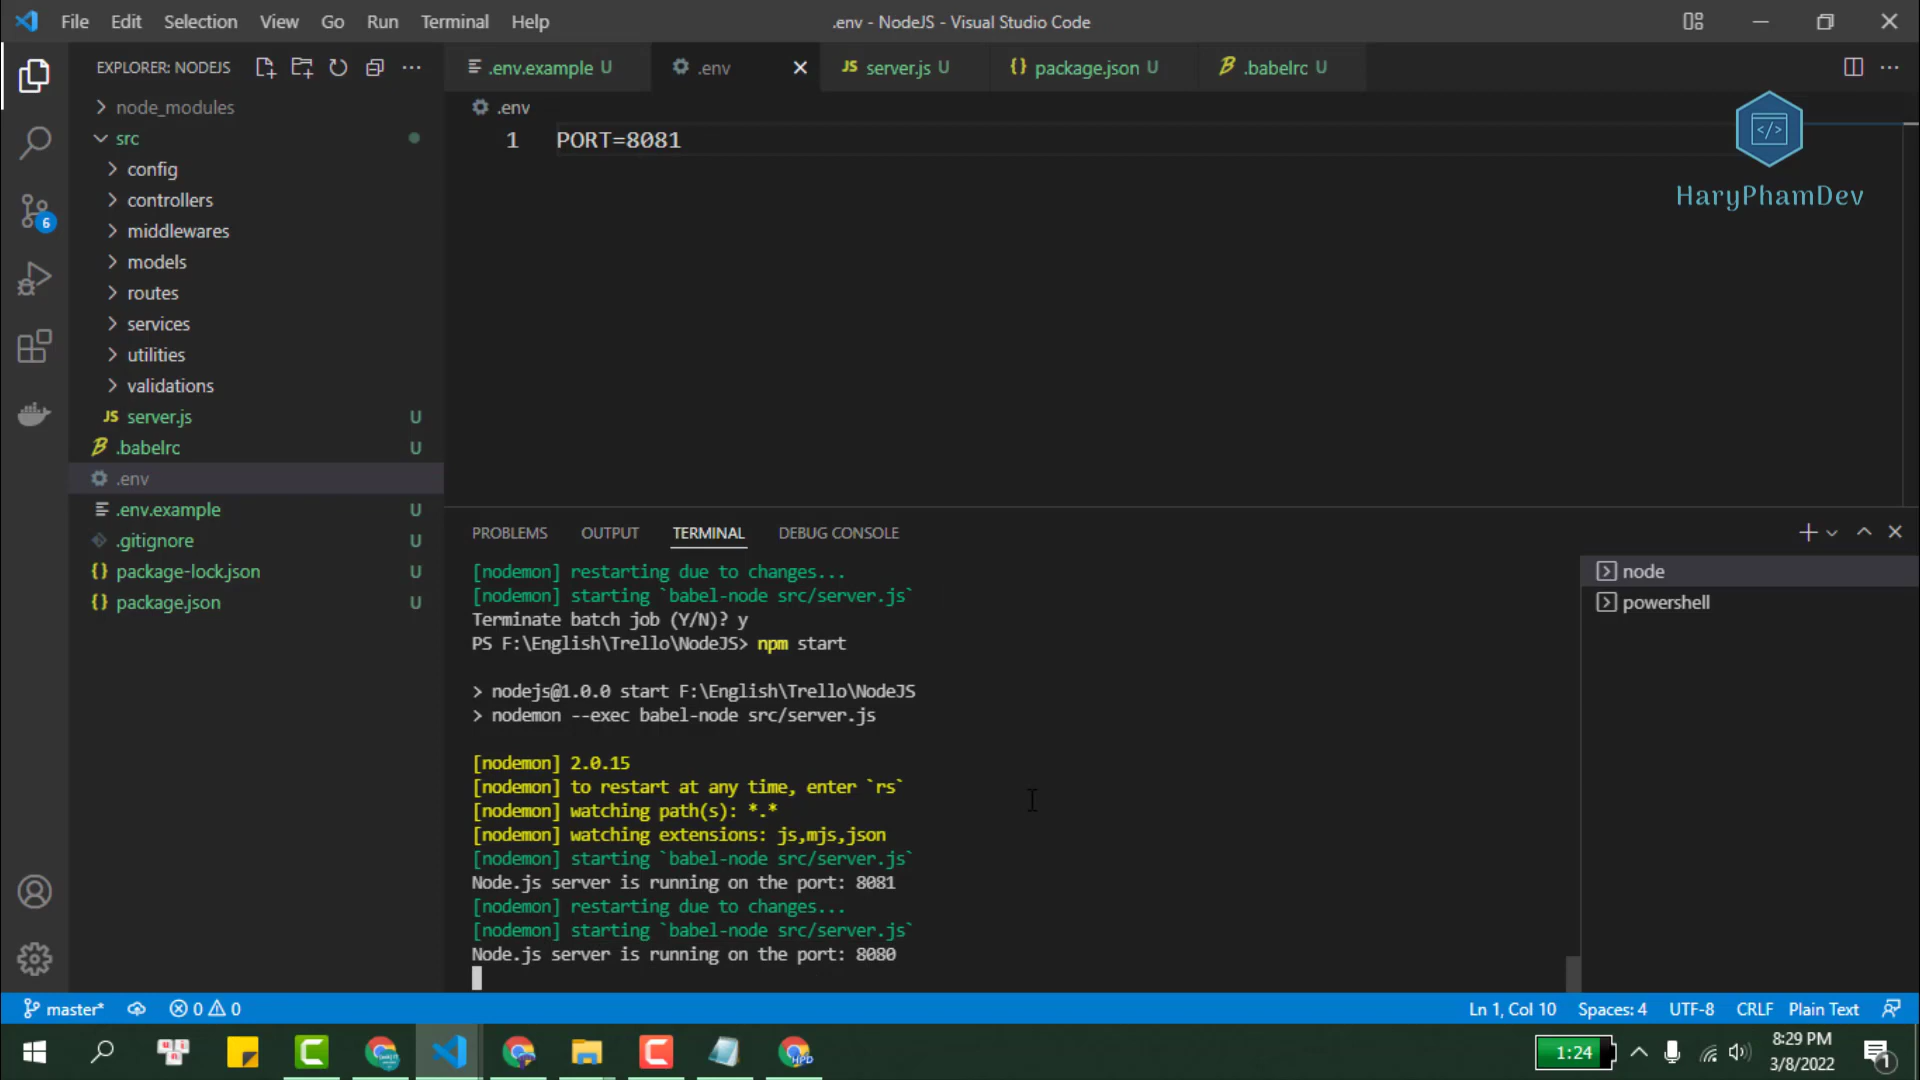 File Edit Selection View Go Run Terminal Help
.env - NodeJS - Visual Studio Code
EXPLORER: NODEJS
node_modules
src
config
controllers
middlewares
models
routes
services
utilities
validations
JS server.js U
.babelrc U
.env
.env.example U
.gitignore U
{} package-lock.json U
{} package.json U
6
.env.example U
.env
JS server.js U
{} package.json U
.babelrc U
.env
1 PORT=8081
</>
HaryPhamDev
PROBLEMS OUTPUT TERMINAL DEBUG CONSOLE
[nodemon] restarting due to changes...
[nodemon] starting `babel-node src/server.js`
Terminate batch job (Y/N)? y
PS F:\English\Trello\NodeJS> npm start
> nodejs@1.0.0 start F:\English\Trello\NodeJS
> nodemon --exec babel-node src/server.js
[nodemon] 2.0.15
[nodemon] to restart at any time, enter `rs`
[nodemon] watching path(s): *.*
[nodemon] watching extensions: js,mjs,json
[nodemon] starting `babel-node src/server.js`
Node.js server is running on the port: 8081
[nodemon] restarting due to changes...
[nodemon] starting `babel-node src/server.js`
Node.js server is running on the port: 8080
node
powershell
master* 0 0
Ln 1, Col 10 Spaces: 4 UTF-8 CRLF Plain Text
1:24
8:29 PM
3/8/2022
1